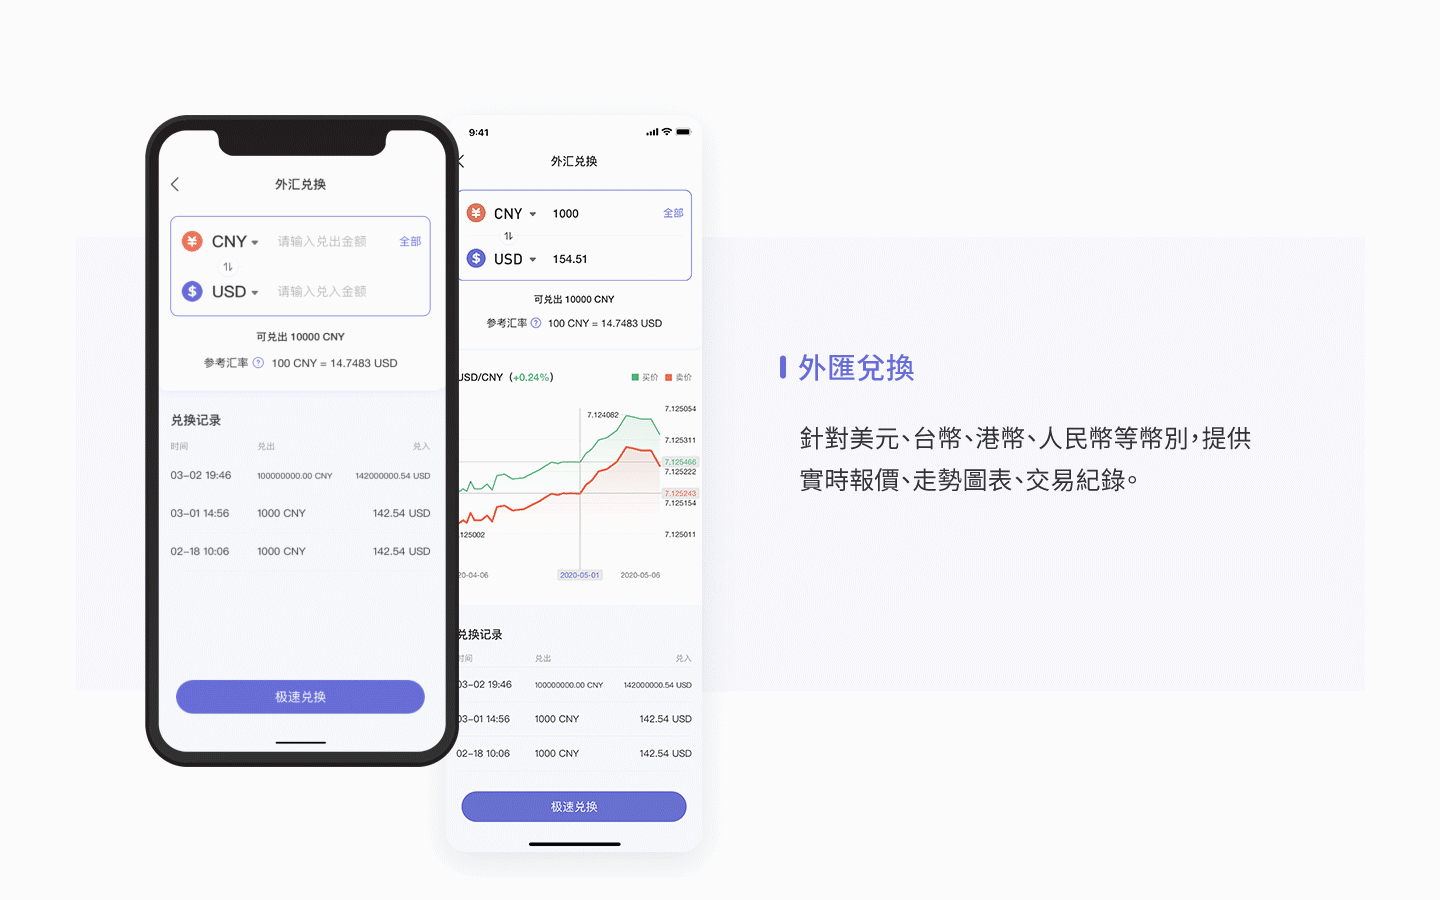 外汇兑换
CNY 请输入兑出金额 全部
USD 请输入兑入金额
可兑出 10000 CNY
参考汇率 ? 100 CNY = 14.7483 USD
兑换记录
时间 兑出 兑入
03-02 19:46 100000000.00 CNY 142000000.54 USD
03-01 14:56 1000 CNY 142.54 USD
02-18 10:06 1000 CNY 142.54 USD
极速兑换
9:41
外汇兑换
CNY 1000 全部
USD 154.51
可兑出 10000 CNY
参考汇率 ? 100 CNY = 14.7483 USD
USD/CNY (+0.24%) 买价 卖价
7.125054
7.124082
7.125311
7.125466
7.125222
7.125243
7.125154
.125002 7.125011
20-04-06 2020-05-01 2020-05-06
兑换记录
时间 兑出 兑入
03-02 19:46 100000000.00 CNY 142000000.54 USD
03-01 14:56 1000 CNY 142.54 USD
02-18 10:06 1000 CNY 142.54 USD
极速兑换
外匯兌換
針對美元、台幣、港幣、人民幣等幣別，提供
實時報價、走勢圖表、交易紀錄。